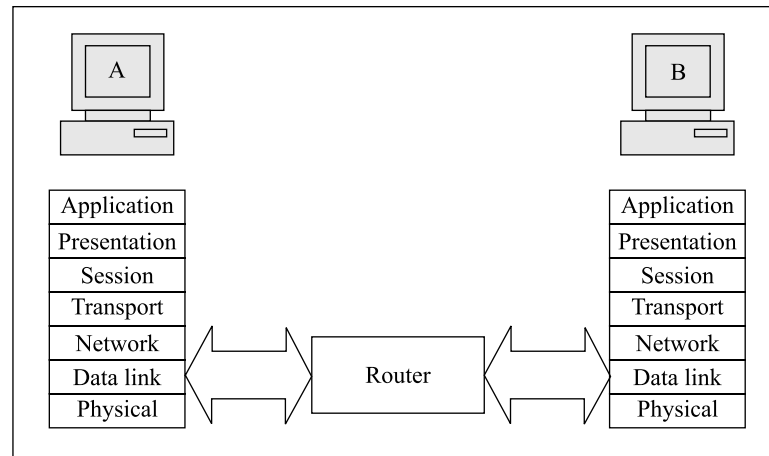 A
B
Application
Presentation
Session
Transport
Network
Data link
Physical
Router
Application
Presentation
Session
Transport
Network
Data link
Physical